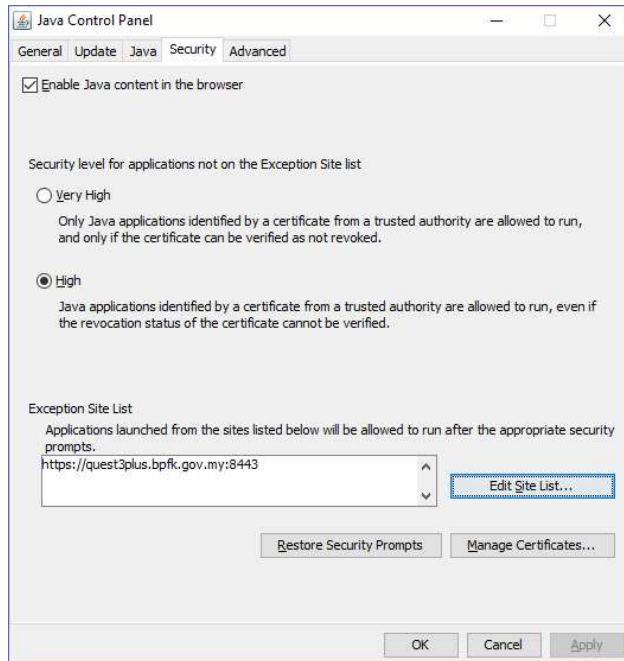 Java Control Panel
General Update Java Security Advanced
Enable Java content in the browser
Security level for applications not on the Exception Site list
Very High
Only Java applications identified by a certificate from a trusted authority are allowed to run,
and only if the certificate can be verified as not revoked.
High
Java applications identified by a certificate from a trusted authority are allowed to run, even if
the revocation status of the certificate cannot be verified.
Exception Site List
Applications launched from the sites listed below will be allowed to run after the appropriate security
prompts.
https://quest3plus.bpfk.gov.my:8443
Edit Site List...
Restore Security Prompts Manage Certificates...
OK Cancel Apply